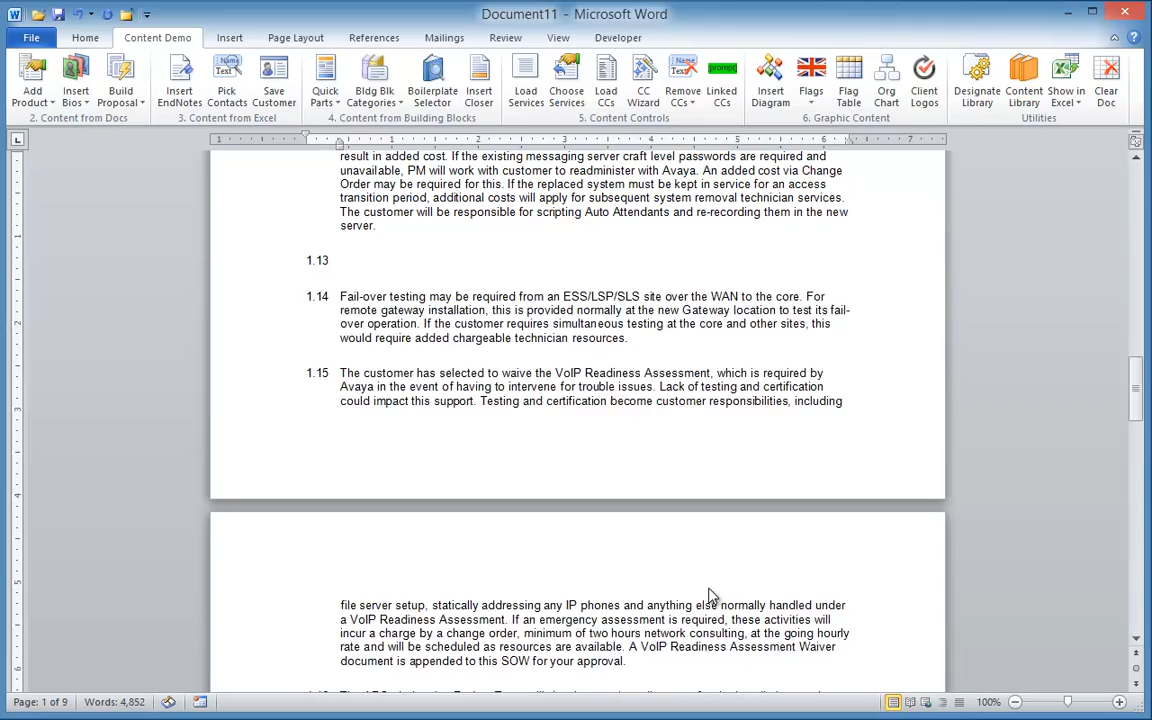 Document11 - Microsoft Word
File Home Content Demo Insert Page Layout References Mailings Review View Developer
Add Product Insert Bios Build Proposal Insert EndNotes Pick Contacts Save Customer Quick Parts Bldg Blk Categories Boilerplate Selector Insert Closer Load Services Choose Services Load CCs CC Wizard Remove CCs Linked CCs Insert Diagram Flags Flag Table Org Chart Client Logos Designate Library Content Library Show in Excel Clear Doc
2. Content from Docs 3. Content from Excel 4. Content from Building Blocks 5. Content Controls 6. Graphic Content Utilities
result in added cost. If the existing messaging server craft level passwords are required and
unavailable, PM will work with customer to readminister with Avaya. An added cost via Change
Order may be required for this. If the replaced system must be kept in service for an access
transition period, additional costs will apply for subsequent system removal technician services.
The customer will be responsible for scripting Auto Attendants and re-recording them in the new
server.
1.13
1.14 Fail-over testing may be required from an ESS/LSP/SLS site over the WAN to the core. For
remote gateway installation, this is provided normally at the new Gateway location to test its fail-
over operation. If the customer requires simultaneous testing at the core and other sites, this
would require added chargeable technician resources.
1.15 The customer has selected to waive the VoIP Readiness Assessment, which is required by
Avaya in the event of having to intervene for trouble issues. Lack of testing and certification
could impact this support. Testing and certification become customer responsibilities, including
file server setup, statically addressing any IP phones and anything else normally handled under
a VoIP Readiness Assessment. If an emergency assessment is required, these activities will
incur a charge by a change order, minimum of two hours network consulting, at the going hourly
rate and will be scheduled as resources are available. A VoIP Readiness Assessment Waiver
document is appended to this SOW for your approval.
Page: 1 of 9 Words: 4,852 100%